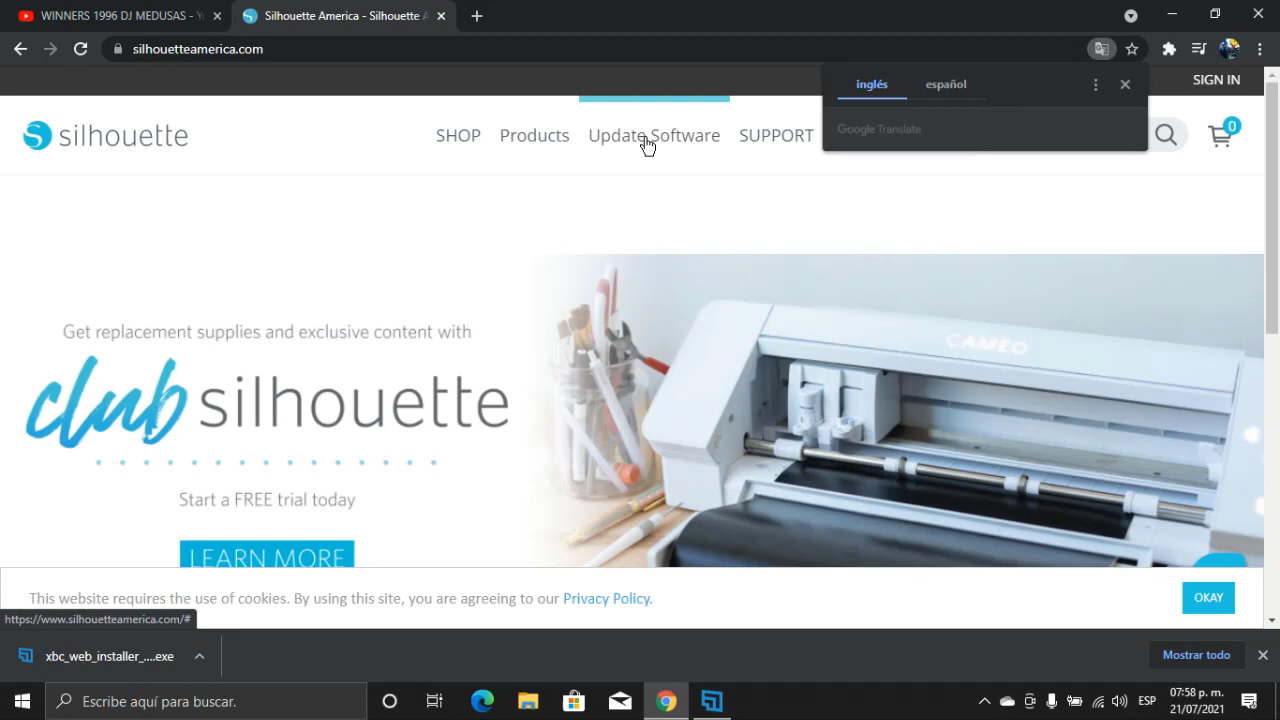 WINNERS 1996 DJ MEDUSAS - Yo
Silhouette America - Silhouette A
silhouetteamerica.com
SIGN IN
inglés español
Google Translate
silhouette
SHOP Products Update Software SUPPORT
0
Get replacement supplies and exclusive content with
club silhouette
Start a FREE trial today
LEARN MORE
CAMEO
This website requires the use of cookies. By using this site, you are agreeing to our Privacy Policy.
OKAY
https://www.silhouetteamerica.com/#
xbc_web_installer_....exe
Mostrar todo
Escribe aquí para buscar.
ESP
07:58 p. m.
21/07/2021